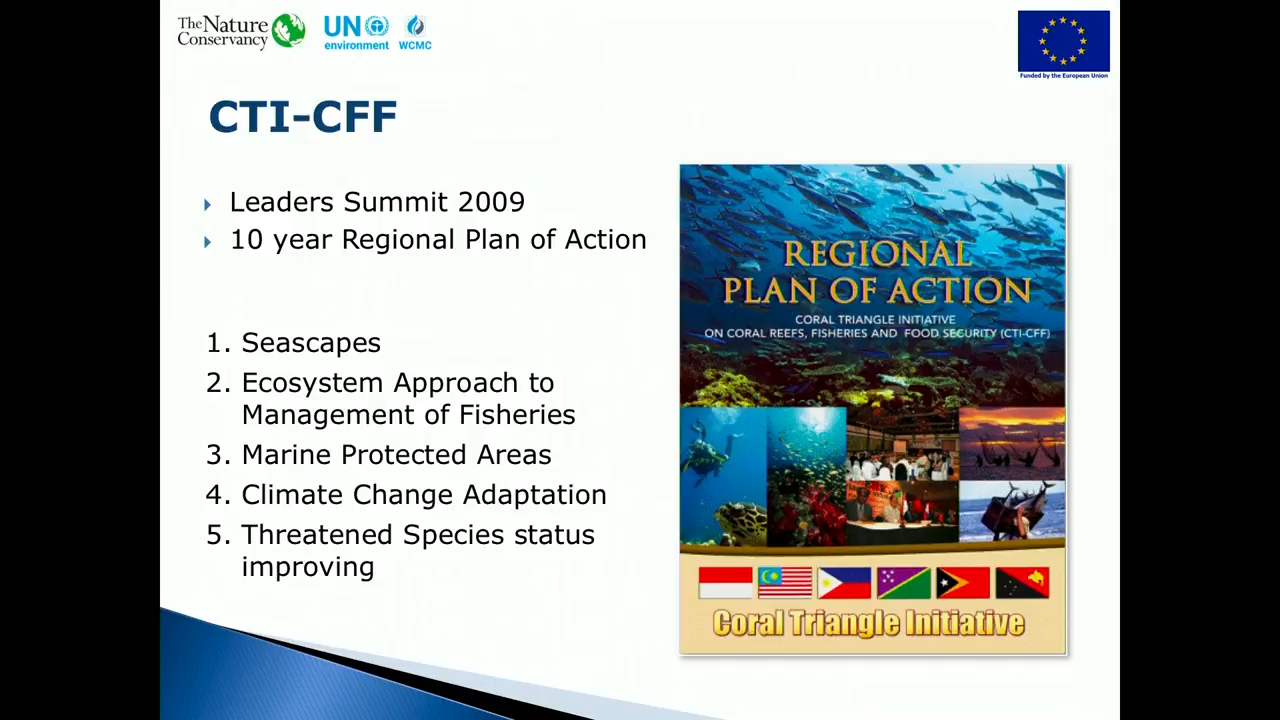 The Nature
Conservancy
UN
environment
WCMC
Funded by the European Union
CTI-CFF
Leaders Summit 2009
10 year Regional Plan of Action
1. Seascapes
2. Ecosystem Approach to
Management of Fisheries
3. Marine Protected Areas
4. Climate Change Adaptation
5. Threatened Species status
improving
REGIONAL
PLAN OF ACTION
CORAL TRIANGLE INITIATIVE
ON CORAL REEFS, FISHERIES AND FOOD SECURITY (CTI-CFF)
Coral Triangle Initiative